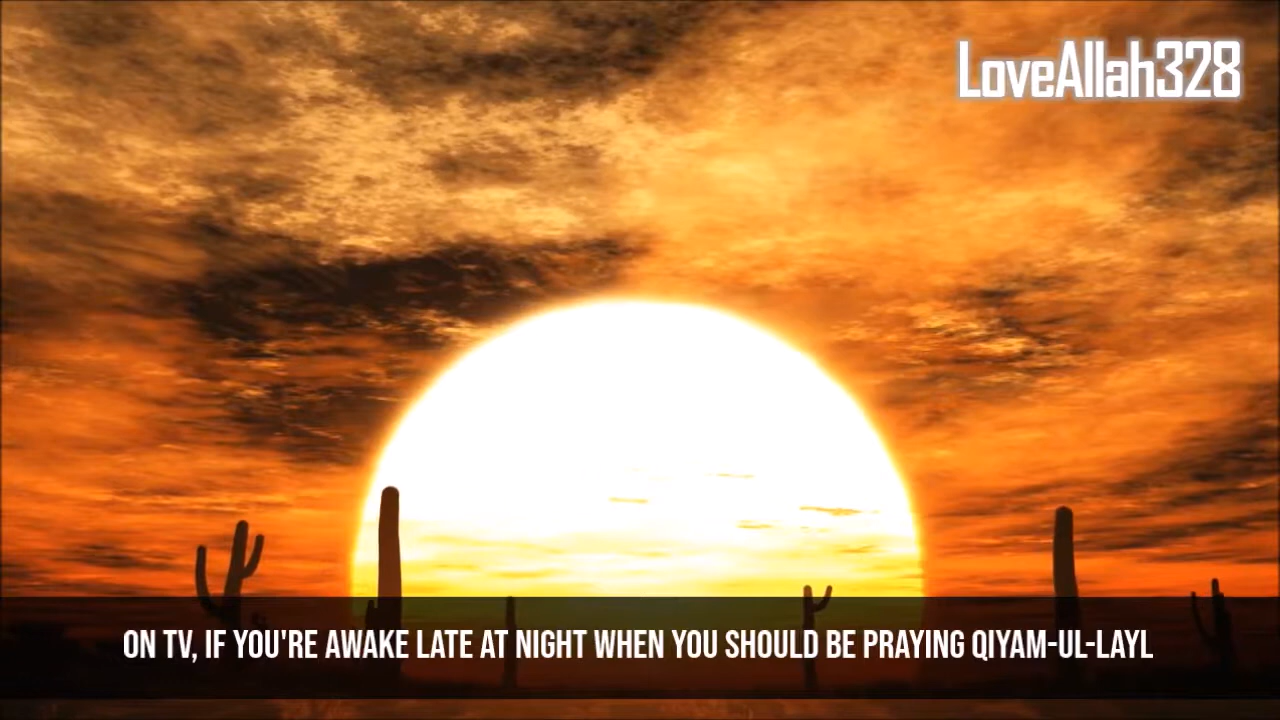 LoveAllah328
ON TV, IF YOU'RE AWAKE LATE AT NIGHT WHEN YOU SHOULD BE PRAYING QIYAM-UL-LAYL